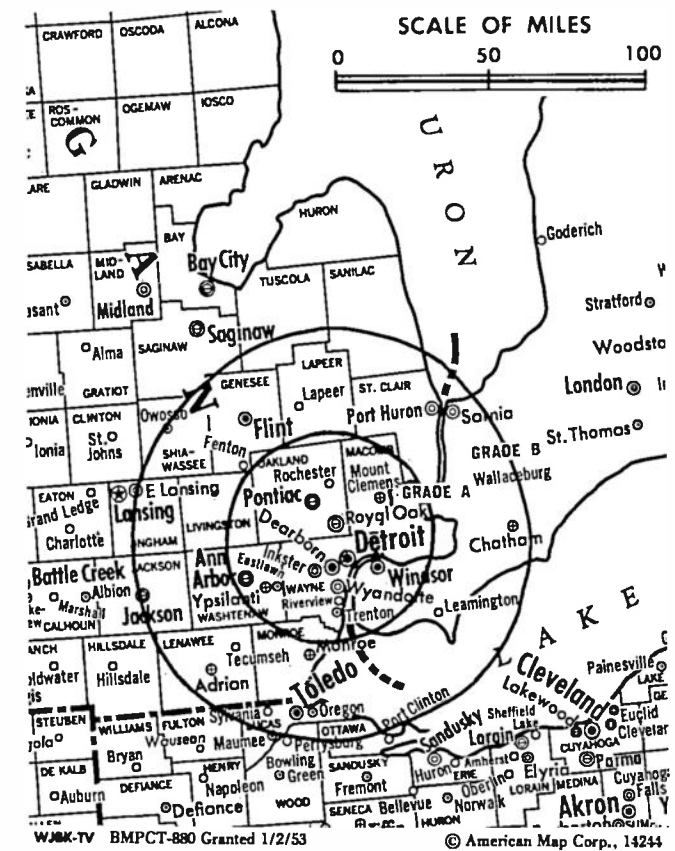 SCALE OF MILES
0 50 100
CRAWFORD OSCODA ALCONA
ROS-
COMMON OGEMAW IOSCO
G
URON
GLADWIN ARENAC
HURON
BAY
Goderich
SABELLA MID-
LAND A
Bay City
TUSCOLA SANILAC
Midland
Stratford
Saginaw
SAGINAW
Alma
Woodsto
LAPEER
GENESEE
Lapeer
ST. CLAIR
London
GRATIOT
IONIA CLINTON
Owosso
Flint
Port Huron Sarnia
St.
Johns
Ionia
Fenton
St. Thomas
SHIA-
WASSEE
OAKLAND
MACOMB
GRADE B
Rochester
Mount
Clemens
Wallaceburg
EATON
E Lansing
Lansing
Grand Ledge
Pontiac
GRADE A
LIVINGSTON
Royal Oak
Charlotte
INGHAM
Dearborn
Detroit
Chatham
JACKSON
Ann
Arbor
Inkster
Eastlawn
Windsor
Battle Creek
Albion
Marshall
CALHOUN
Jackson
Ypsilanti
WAYNE
Wyandotte
Riverview
WASHTENAW
Trenton
Leamington
LAKE
HILLSDALE
LENAWEE
MONROE
Tecumseh
Monroe
Hillsdale
Adrian
Toledo
Cleveland
Painesville
LAKE
Lakewood
STEUBEN
WILLIAMS FULTON
Sylvania
Oregon
Port Clinton
Euclid
LUCAS
OTTAWA
Sandusky
Sheffield
Lake
Lorain
CUYAHOGA
Bryan
Wauseon
Maumee
Perrysburg
Parma
DE KALB
HENRY
Bowling
Green
SANDUSKY
Huron
ERIE
Amherst
Elyria
Auburn
DEFIANCE
Napoleon
Fremont
Oberlin
LORAIN
MEDINA
Defiance
WOOD
SENECA
Bellevue
Norwalk
HURON
Akron
Falls
WJBK-TV BMPCT-880 Granted 1/2/53
© American Map Corp., 14244